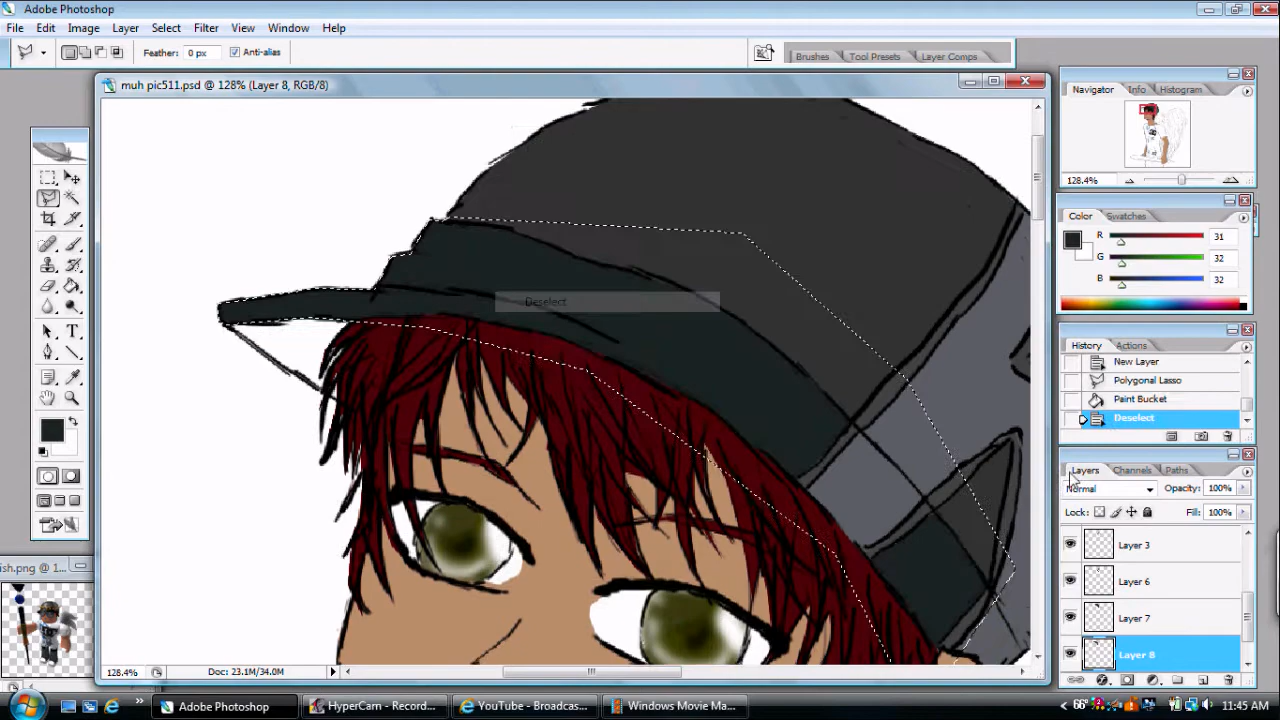 Adobe Photoshop
File Edit Image Layer Select Filter View Window Help
Feather: 0 px Anti-alias
Brushes Tool Presets Layer Comps
muh pic511.psd @ 128% (Layer 8, RGB/8)
Navigator Info Histogram
128.4%
Color Swatches
R 31
G 32
B 32
Deselect
History Actions
New Layer
Polygonal Lasso
Paint Bucket
Deselect
Layers Channels Paths
Normal Opacity: 100%
Lock: Fill: 100%
Layer 3
Layer 6
Layer 7
Layer 8
ish.png @ 1...
128.4% Doc: 23.1M/34.0M
Adobe Photoshop
HyperCam - Record...
YouTube - Broadcas...
Windows Movie Ma...
66°
11:45 AM